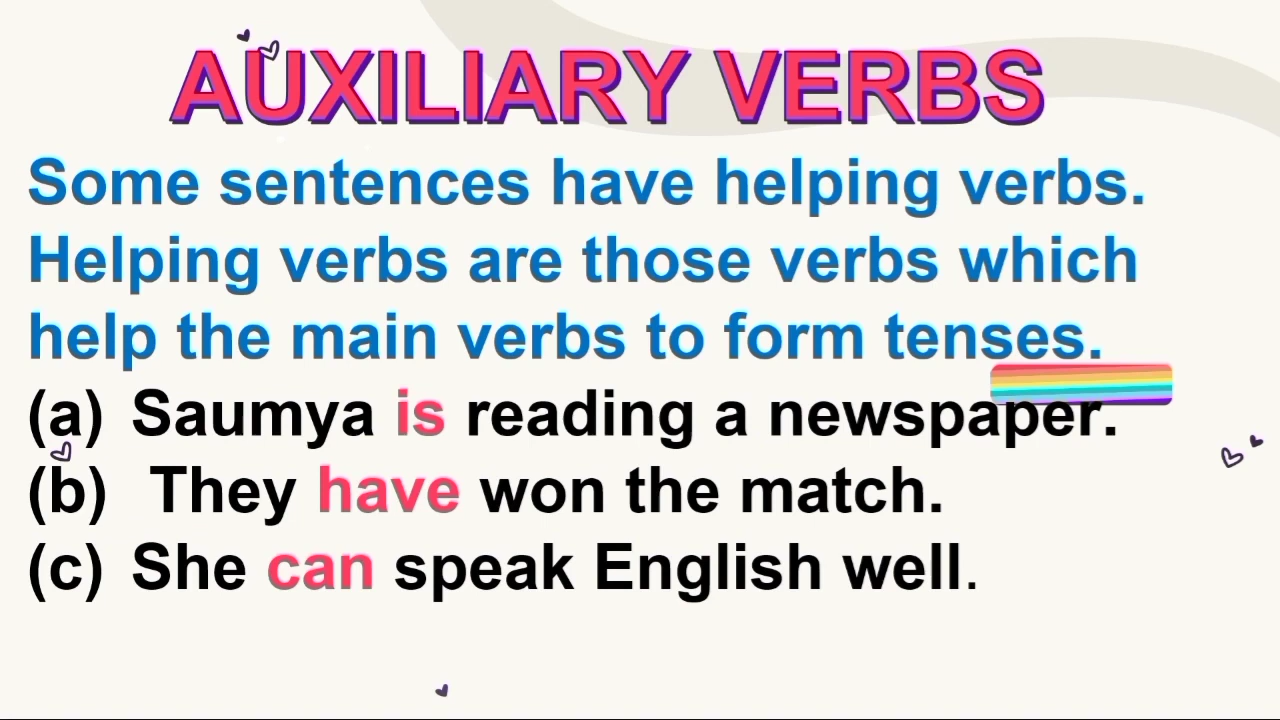 AUXILIARY VERBS
Some sentences have helping verbs.
Helping verbs are those verbs which
help the main verbs to form tenses.
(a) Saumya is reading a newspaper.
(b) They have won the match.
(c) She can speak English well.